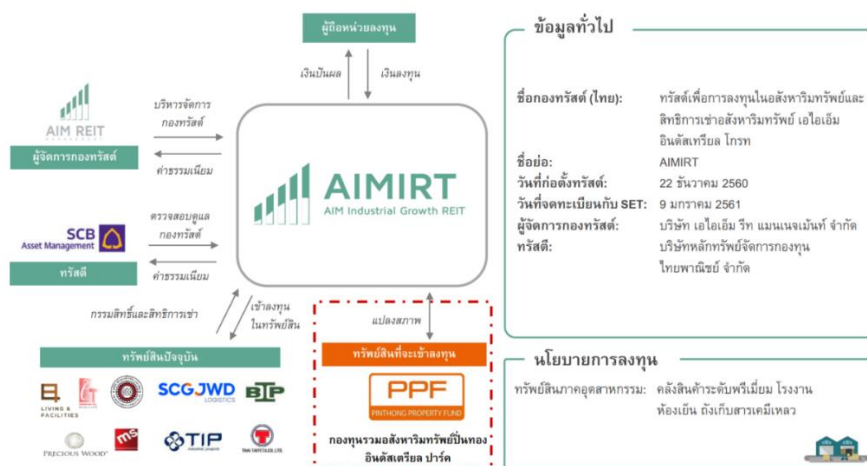 ผู้ถือหน่วยลงทุน
เงินปันผล
เงินลงทุน
AIM REIT
ผู้จัดการกองทรัสต์
บริหารจัดการ
กองทรัสต์
ค่าธรรมเนียม
AIMIRT
AIM Industrial Growth REIT
SCB
Asset Management
ทรัสตี
ตรวจสอบดูแล
กองทรัสต์
ค่าธรรมเนียม
กรรมสิทธิ์และสิทธิการเช่า
เข้าลงทุน
ในทรัพย์สิน
แปลงสภาพ
ทรัพย์สินปัจจุบัน
LIVING &
FACILITIES
SCGJWD
LOGISTICS
BTP
PRECIOUS WOOD
ms
TIP
THAI TAFFETA CO., LTD.
ทรัพย์สินที่จะเข้าลงทุน
PPF
PINTHONG PROPERTY FUND
กองทุนรวมอสังหาริมทรัพย์ปิ่นทอง
อินดัสเตรียล ปาร์ค
ข้อมูลทั่วไป
ชื่อกองทรัสต์ (ไทย): ทรัสต์เพื่อการลงทุนในอสังหาริมทรัพย์และ
สิทธิการเช่าอสังหาริมทรัพย์ เอไอเอ็ม
อินดัสเตรียล โกรท
ชื่อย่อ: AIMIRT
วันที่ก่อตั้งทรัสต์: 22 ธันวาคม 2560
วันที่จดทะเบียนกับ SET: 9 มกราคม 2561
ผู้จัดการกองทรัสต์: บริษัท เอไอเอ็ม รีท แมนเนจเม้นท์ จำกัด
ทรัสตี: บริษัทหลักทรัพย์จัดการกองทุน
ไทยพาณิชย์ จำกัด
นโยบายการลงทุน
ทรัพย์สินภาคอุตสาหกรรม: คลังสินค้าระดับพรีเมี่ยม โรงงาน
ห้องเย็น ถังเก็บสารเคมีเหลว